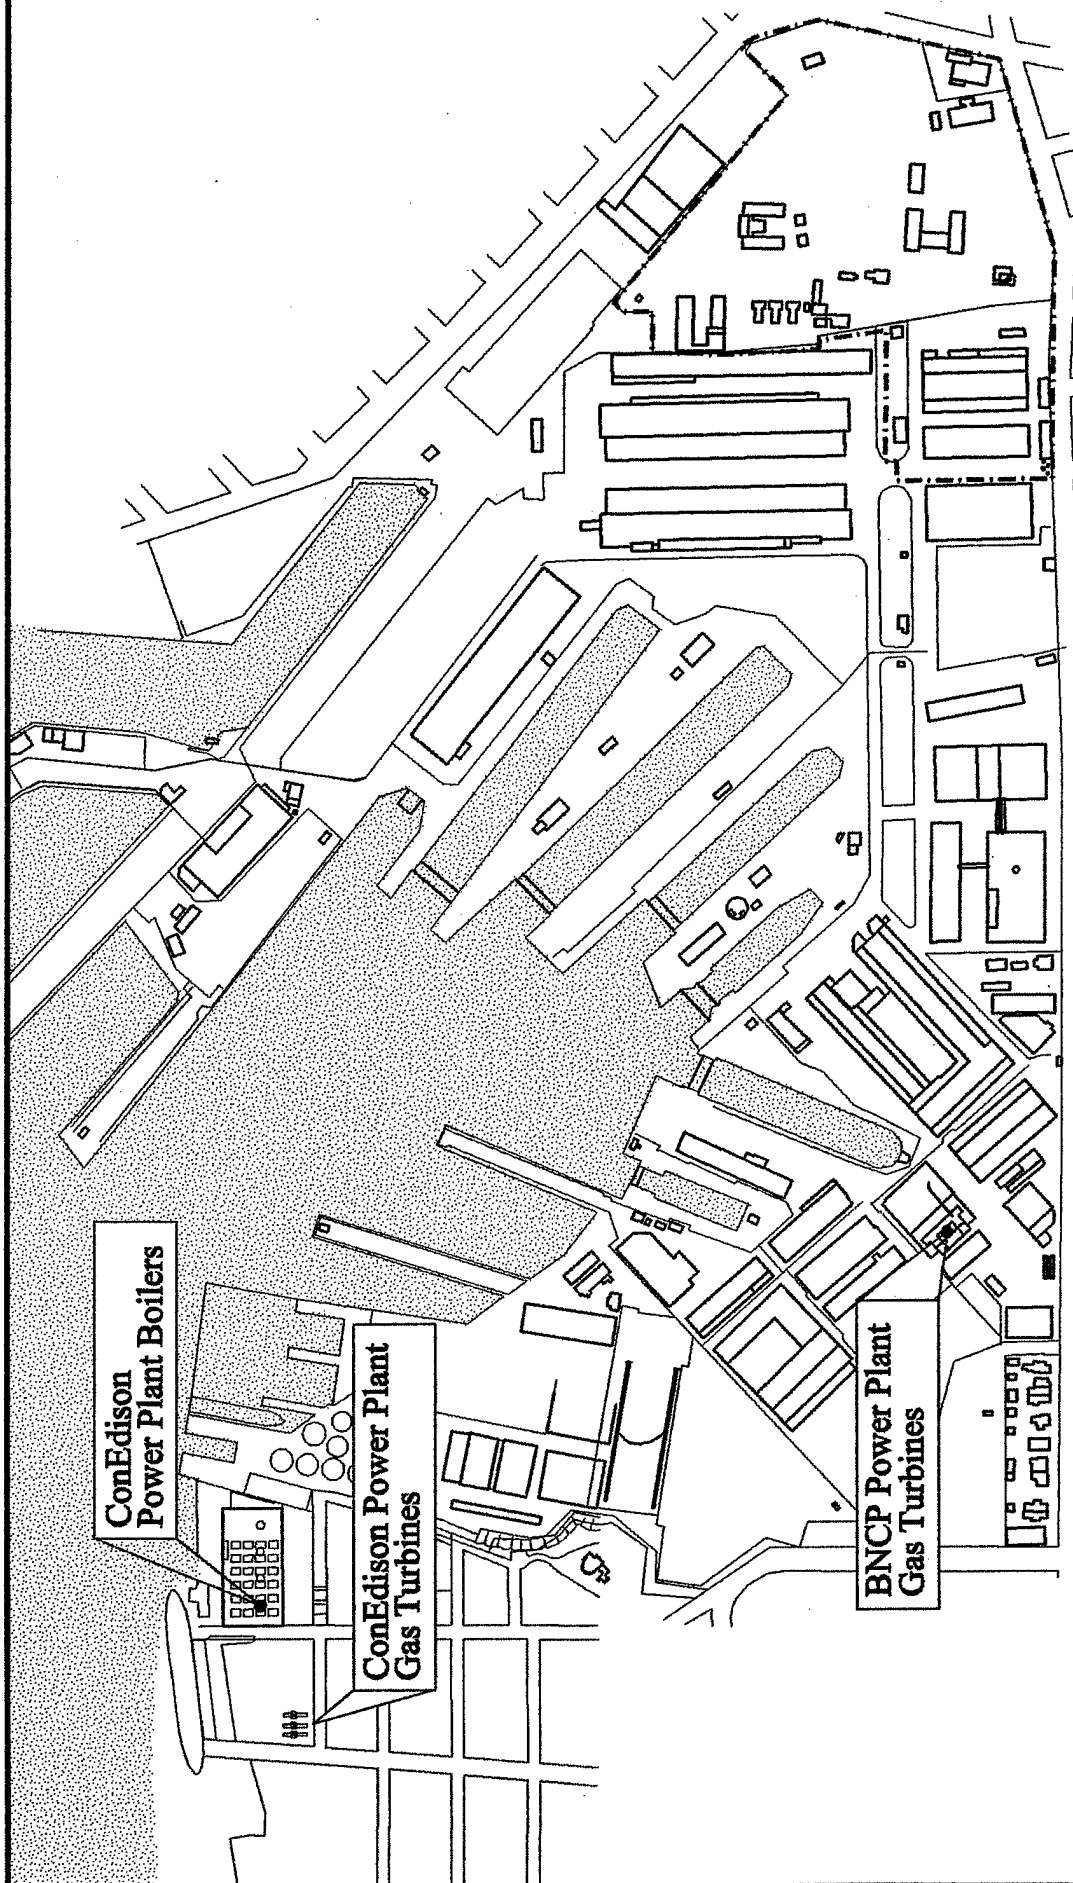 ConEdison
Power Plant Boilers
ConEdison Power Plant
Gas Turbines
BNCP Power Plant
Gas Turbines